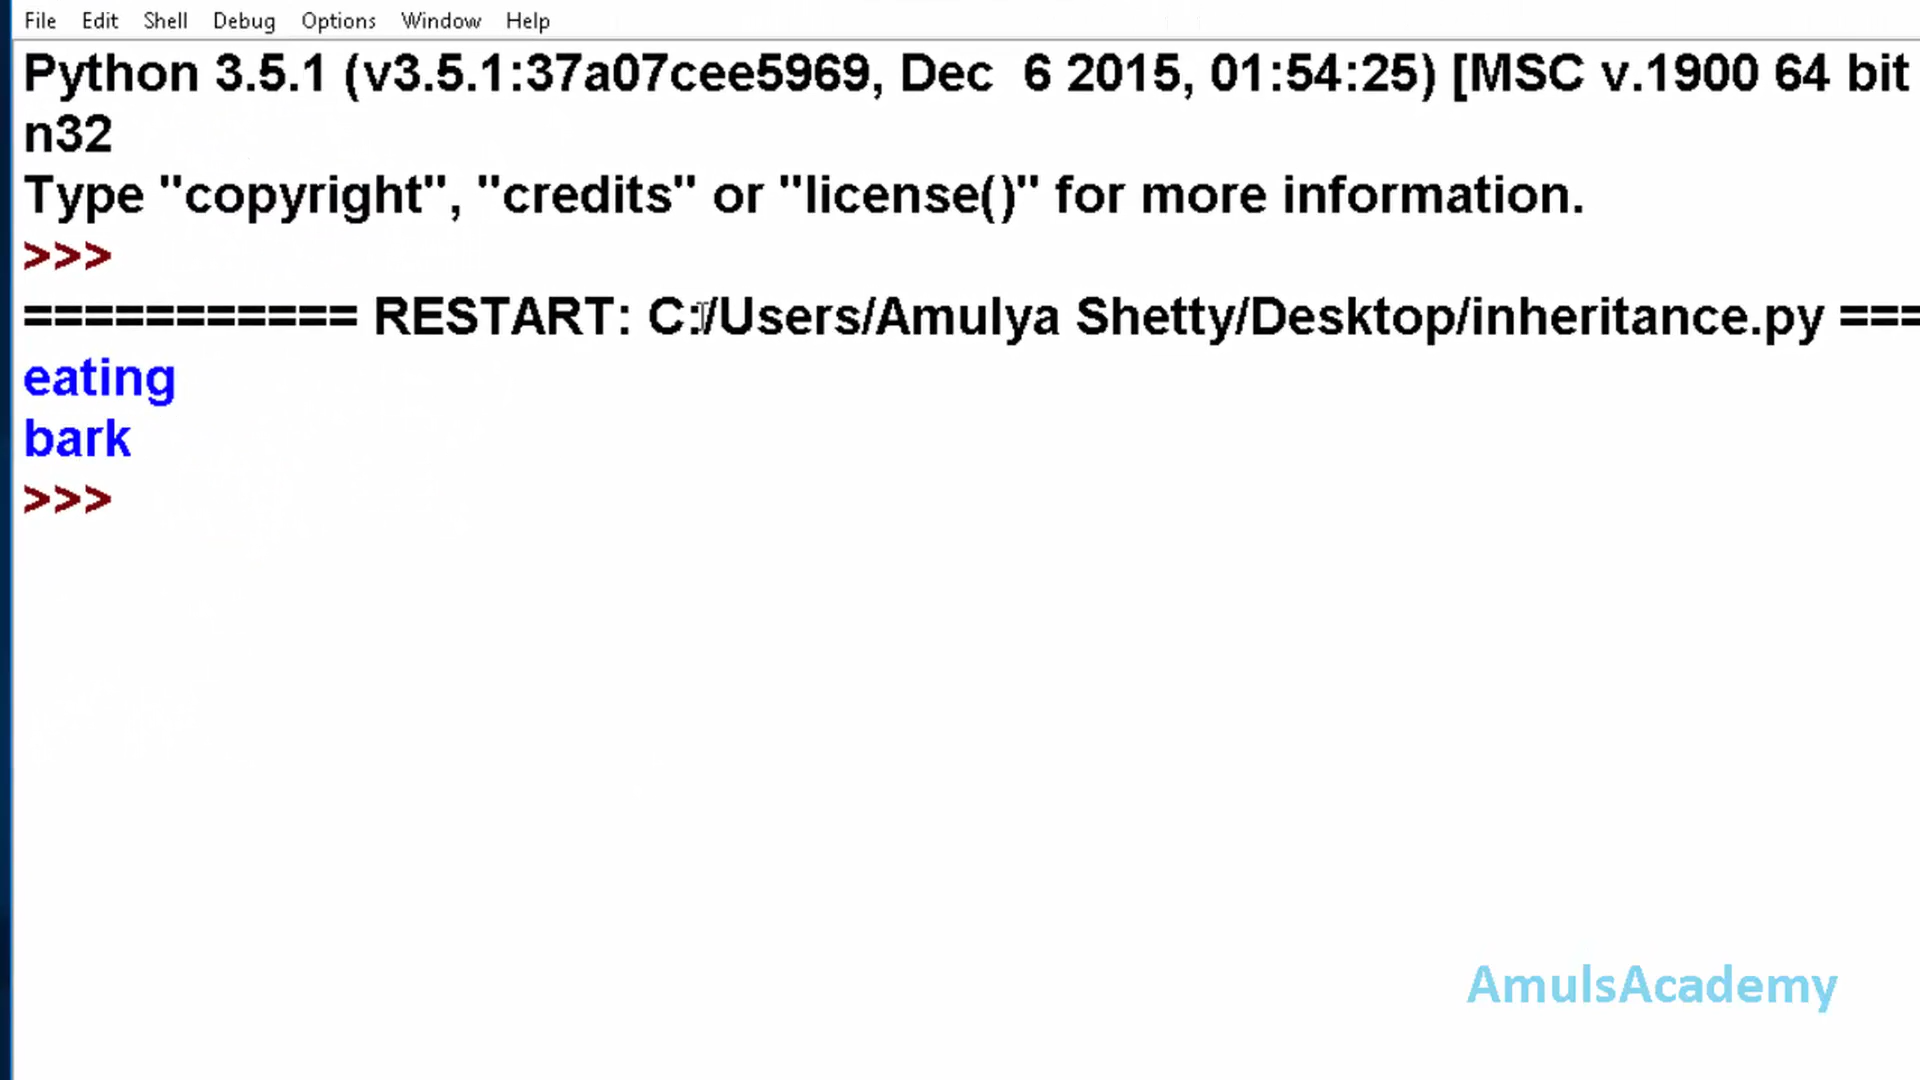 File Edit Shell Debug Options Window Help
Python 3.5.1 (v3.5.1:37a07cee5969, Dec  6 2015, 01:54:25) [MSC v.1900 64 bit
n32
Type "copyright", "credits" or "license()" for more information.
>>>
=========== RESTART: C:/Users/Amulya Shetty/Desktop/inheritance.py ===
eating
bark
>>>
AmulsAcademy